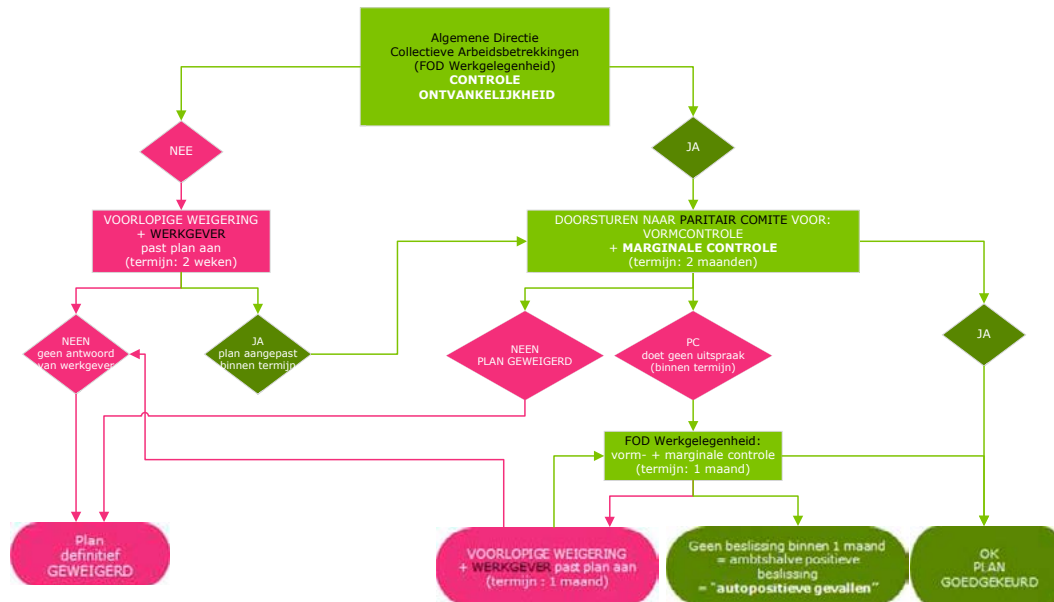 Algemene Directie
Collectieve Arbeidsbetrekkingen
(FOD Werkgelegenheid)
CONTROLE
ONTVANKELIJKHEID
NEE
JA
VOORLOPIGE WEIGERING
+ WERKGEVER
past plan aan
(termijn: 2 weken)
DOORSTUREN NAAR PARITAIR COMITE VOOR:
VORMCONTROLE
+ MARGINALE CONTROLE
(termijn: 2 maanden)
NEEN
geen antwoord
van werkgever
JA
plan aangepast
binnen termijn
NEEN
PLAN GEWEIGERD
PC
doet geen uitspraak
(binnen termijn)
JA
FOD Werkgelegenheid:
vorm- + marginale controle
(termijn: 1 maand)
Plan
definitief
GEWEIGERD
VOORLOPIGE WEIGERING
+ WERKGEVER past plan aan
(termijn : 1 maand)
Geen beslissing binnen 1 maand
= ambtshalve positieve
beslissing
= "autopositieve gevallen"
OK
PLAN
GOEDGEKEURD